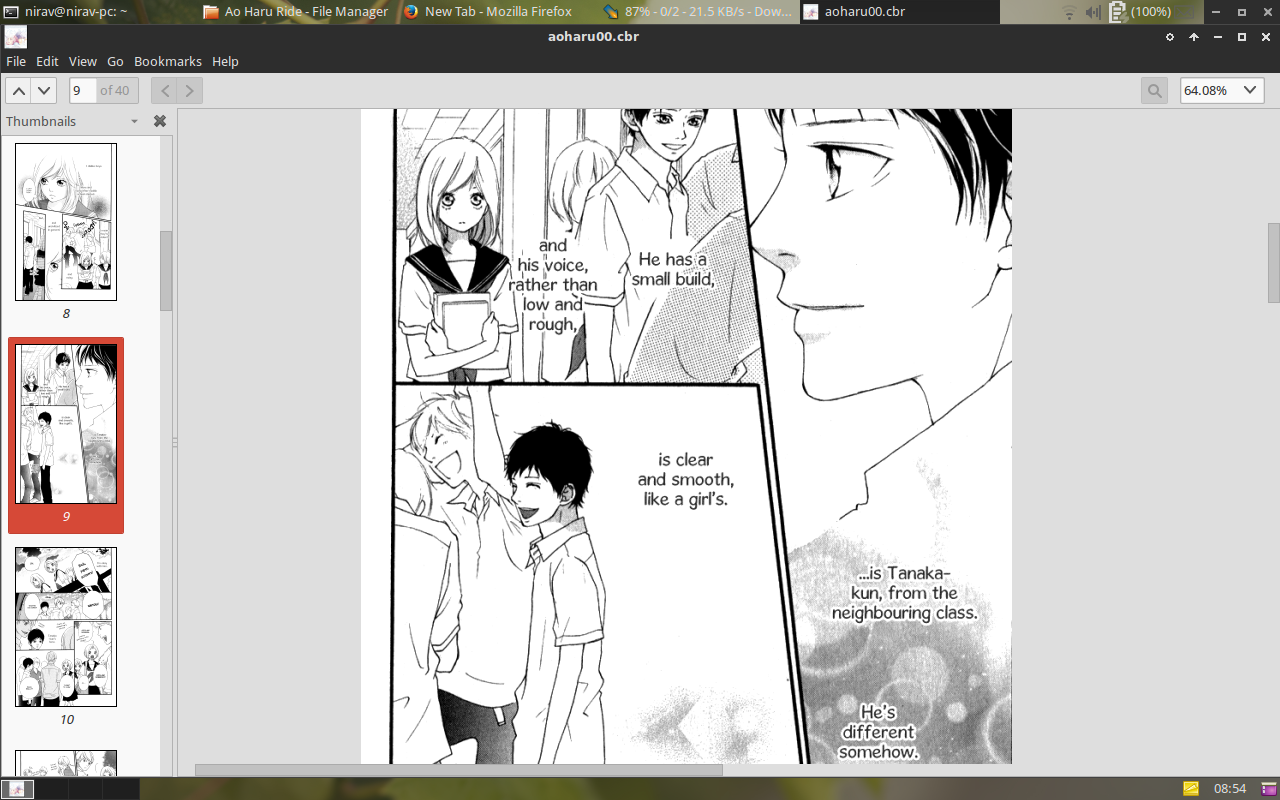 nirav@nirav-pc: ~
Ao Haru Ride - File Manager
New Tab - Mozilla Firefox
87% - 0/2 - 21.5 KB/s - Dow...
aoharu00.cbr
(100%)
aoharu00.cbr
File Edit View Go Bookmarks Help
9 of 40
64.08%
Thumbnails
8
9
10
...is Tanaka-
kun, from the
neighbouring class.
He's
different
somehow.
He has a
small build,
and
his voice,
rather than
low and
rough,
is clear
and smooth,
like a girl's.
08:54